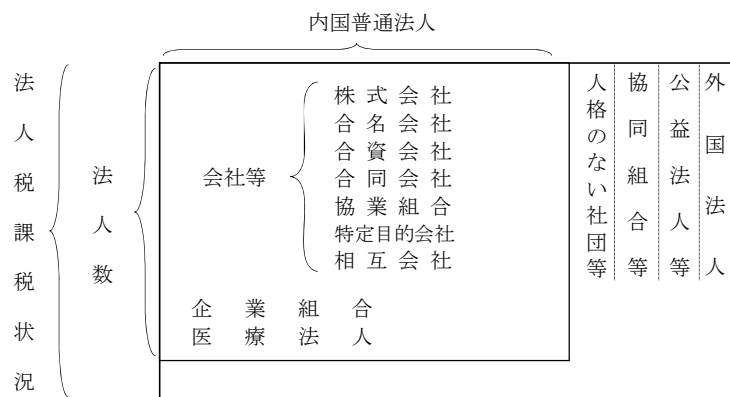 内国普通法人
法人税課税状況
法人数
会社等
株式会社
合名会社
合資会社
合同会社
協業組合
特定目的会社
相互会社
企業組合
医療法人
人格のない社団等
協同組合等
公益法人等
外国法人